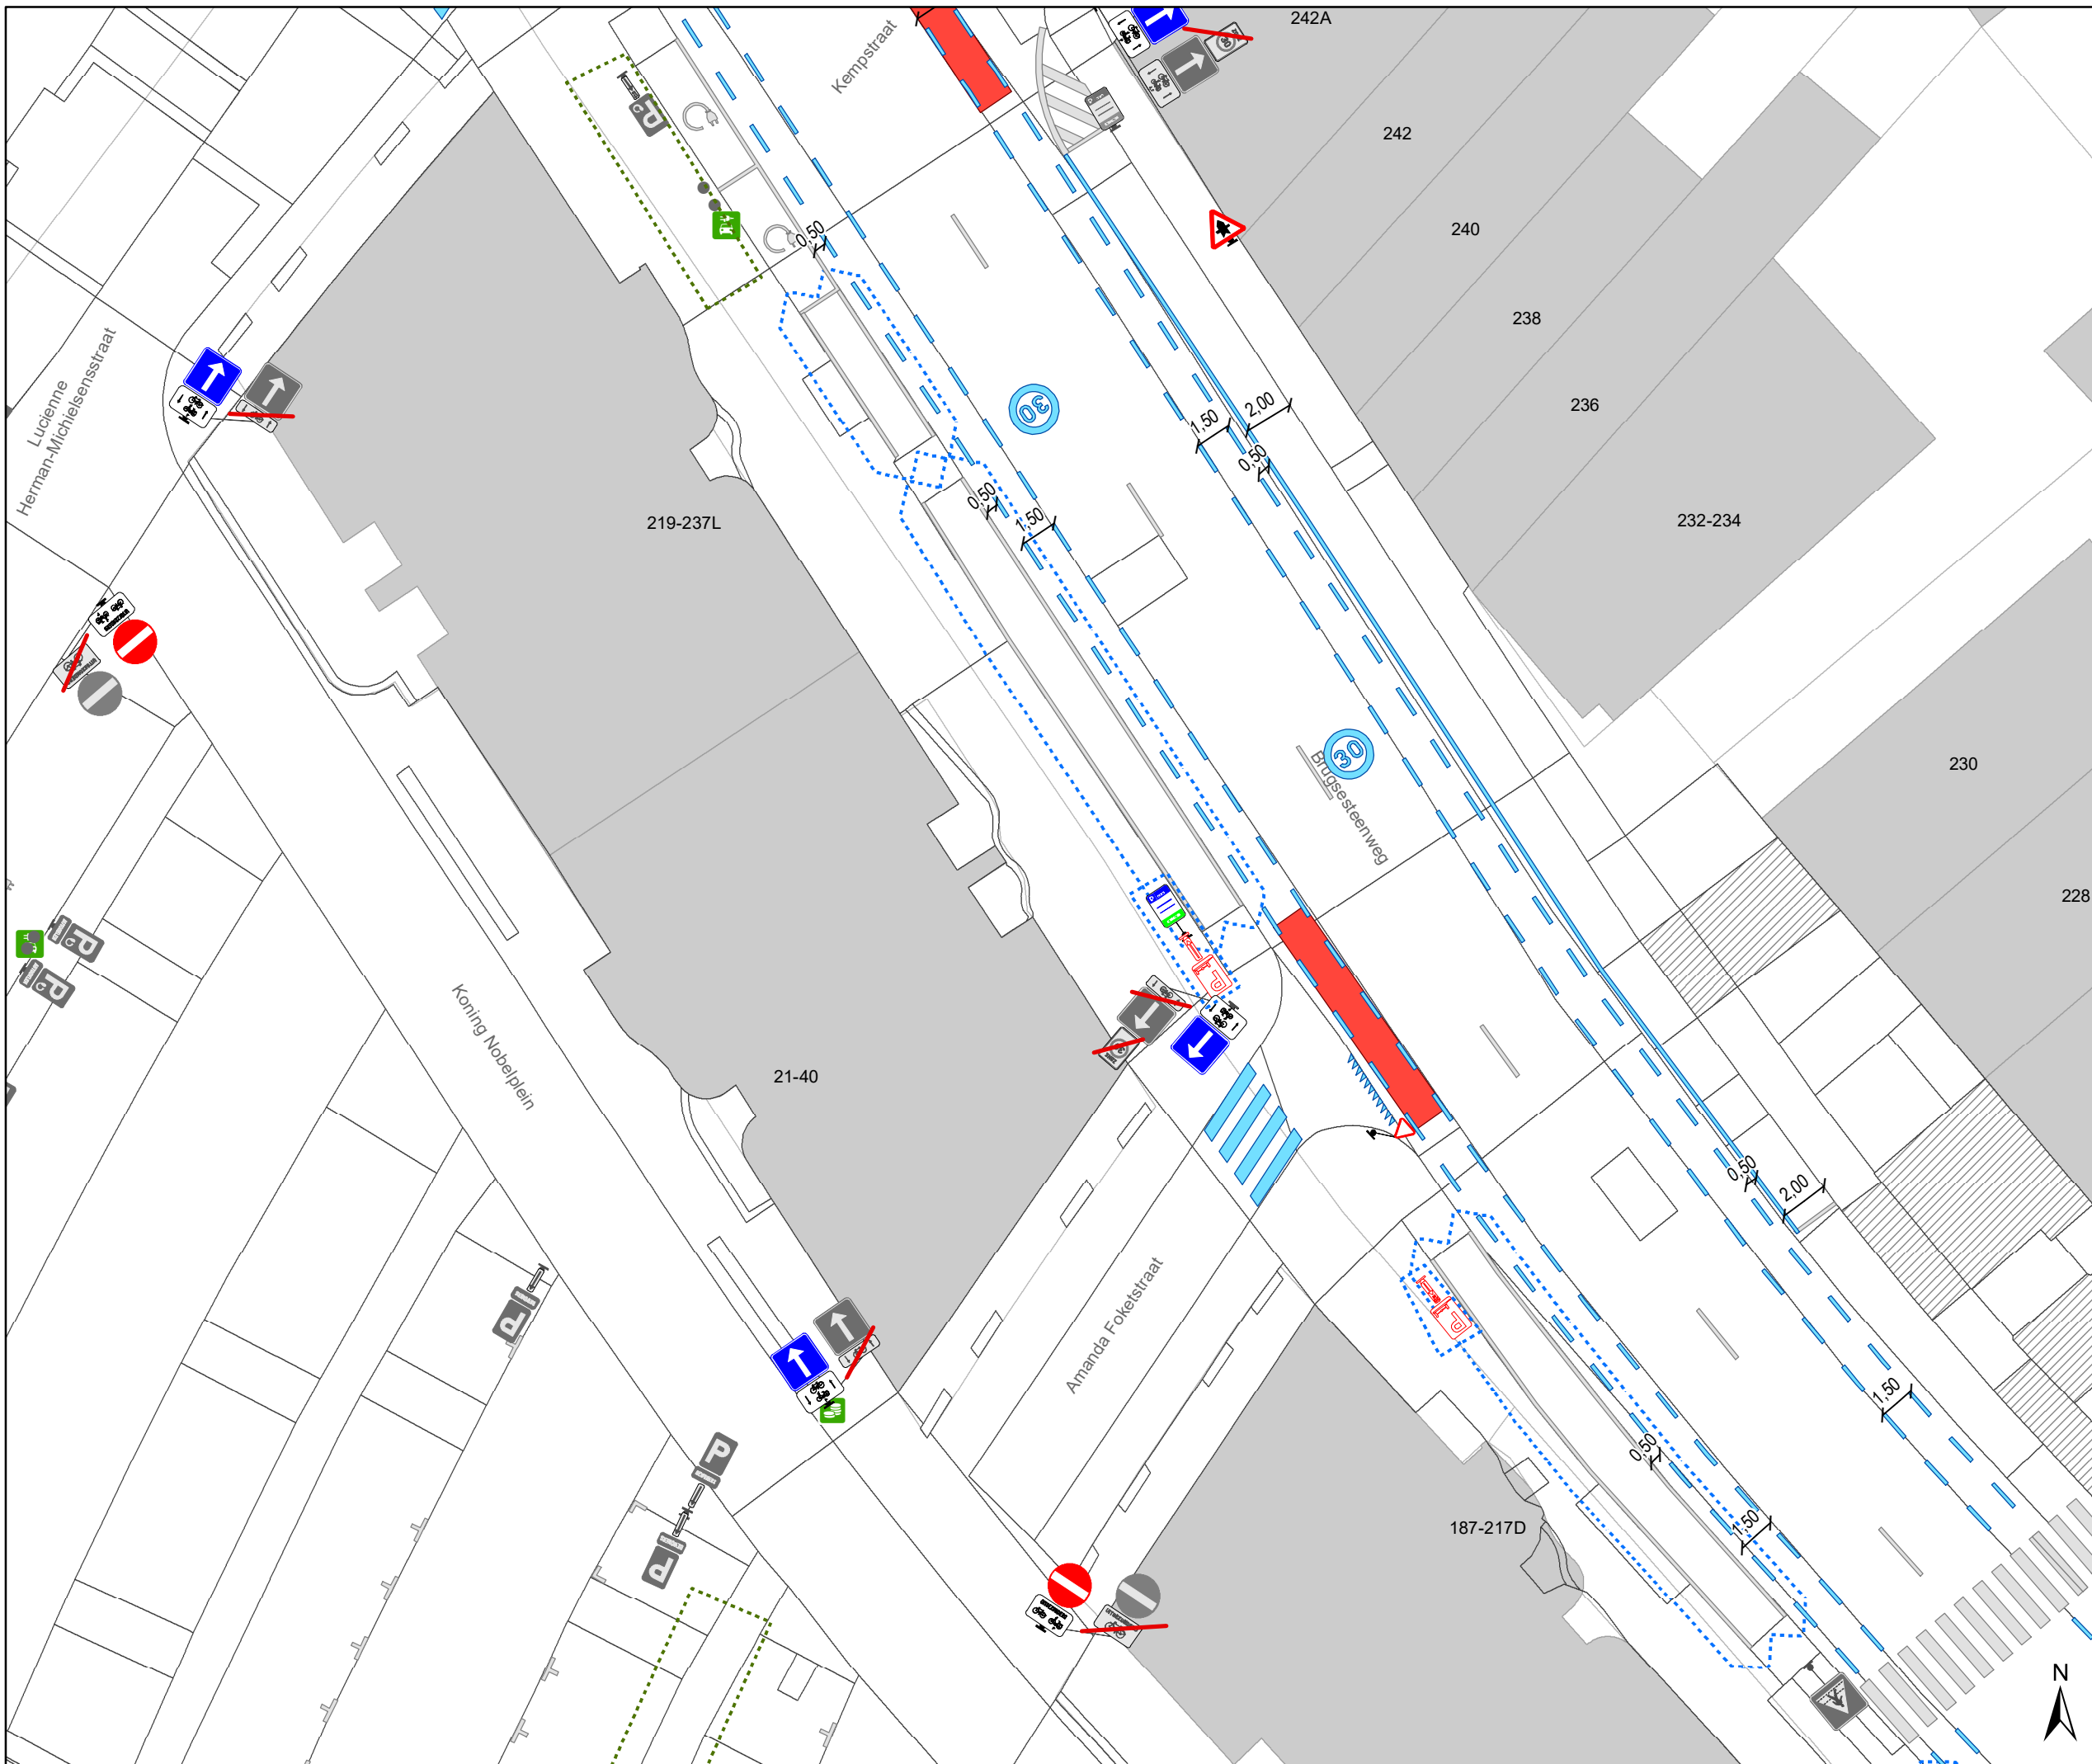 242A
Kempstraat
242
240
0,50
238
Lucienne
Herman-Michielsensstraat
30
2,00
1,50
236
0,50
0,50
1,50
219-237L
232-234
30
Brugsesteenweg
230
228
P
P
Koning Nobelplein
21-40
P
0,50
2,00
Amanda Foketstraat
P
P
1,50
0,50
P
P
1,50
187-217D
N